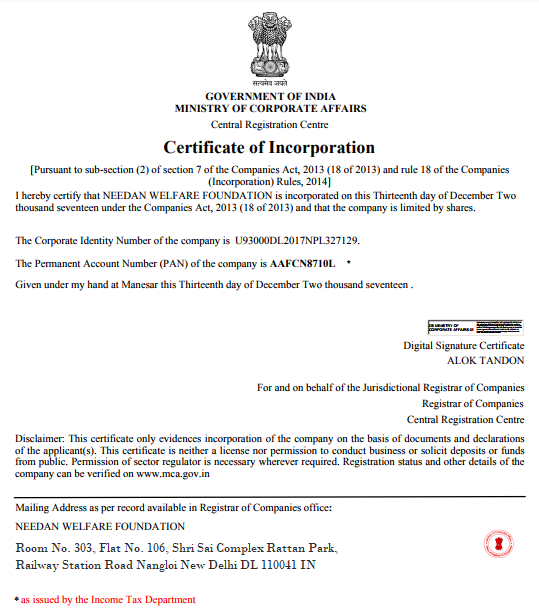 सत्यमेव जयते
GOVERNMENT OF INDIA
MINISTRY OF CORPORATE AFFAIRS
Central Registration Centre
Certificate of Incorporation
[Pursuant to sub-section (2) of section 7 of the Companies Act, 2013 (18 of 2013) and rule 18 of the Companies
(Incorporation) Rules, 2014]
I hereby certify that NEEDAN WELFARE FOUNDATION is incorporated on this Thirteenth day of December Two
thousand seventeen under the Companies Act, 2013 (18 of 2013) and that the company is limited by shares.
The Corporate Identity Number of the company is U93000DL2017NPL327129.
The Permanent Account Number (PAN) of the company is AAFCN8710L *
Given under my hand at Manesar this Thirteenth day of December Two thousand seventeen .
DS MINISTRY OF
CORPORATE AFFAIRS
Digital Signature Certificate
ALOK TANDON
For and on behalf of the Jurisdictional Registrar of Companies
Registrar of Companies
Central Registration Centre
Disclaimer: This certificate only evidences incorporation of the company on the basis of documents and declarations
of the applicant(s). This certificate is neither a license nor permission to conduct business or solicit deposits or funds
from public. Permission of sector regulator is necessary wherever required. Registration status and other details of the
company can be verified on www.mca.gov.in
Mailing Address as per record available in Registrar of Companies office:
NEEDAN WELFARE FOUNDATION
Room No. 303, Flat No. 106, Shri Sai Complex Rattan Park,
Railway Station Road Nangloi New Delhi DL 110041 IN
* as issued by the Income Tax Department